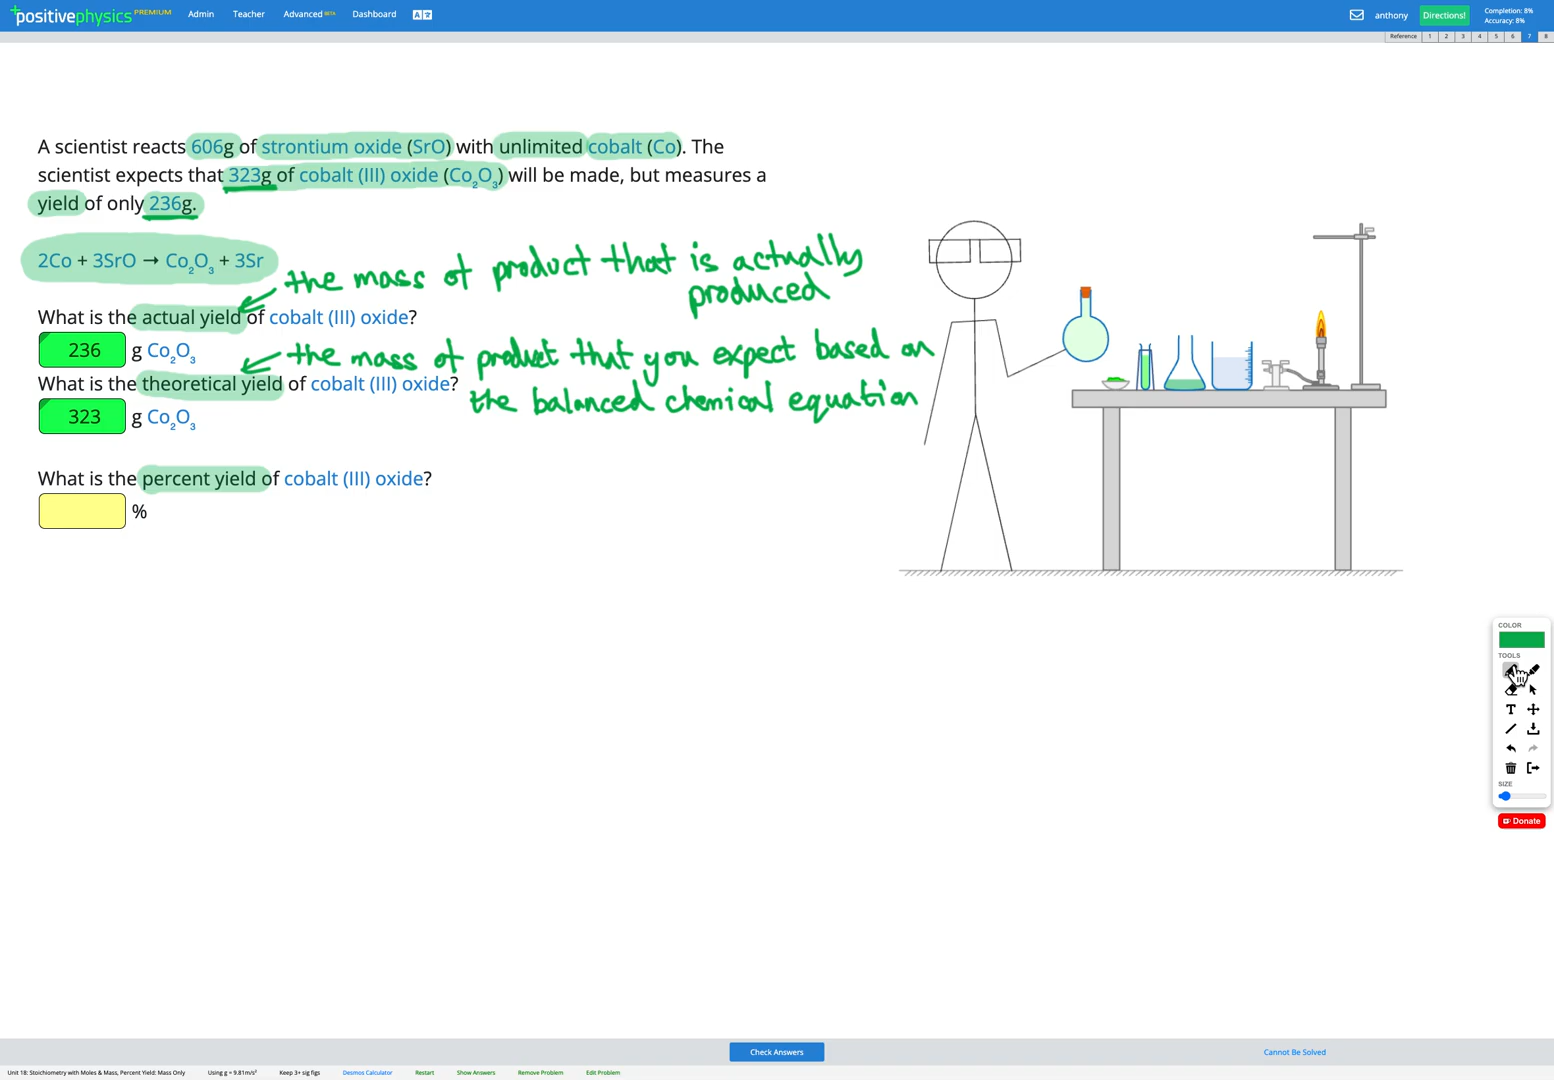 +positivephysics PREMIUM Admin Teacher Advanced BETA Dashboard A anthony Directions! Completion: 8%
Accuracy: 8%
Reference 1 2 3 4 5 6 7 8
A scientist reacts 606g of strontium oxide (SrO) with unlimited cobalt (Co). The
scientist expects that 323g of cobalt (III) oxide (Co₂O₃) will be made, but measures a
yield of only 236g.
2Co + 3SrO → Co₂O₃ + 3Sr
the mass of product that is actually
produced
What is the actual yield of cobalt (III) oxide?
236 g Co₂O₃
the mass of product that you expect based on
the balanced chemical equation
What is the theoretical yield of cobalt (III) oxide?
323 g Co₂O₃
What is the percent yield of cobalt (III) oxide?
%
COLOR
TOOLS
T
SIZE
Donate
Check Answers
Cannot Be Solved
Unit 18: Stoichiometry with Moles & Mass, Percent Yield: Mass Only Using g = 9.81m/s² Keep 3+ sig figs Desmos Calculator Restart Show Answers Remove Problem Edit Problem